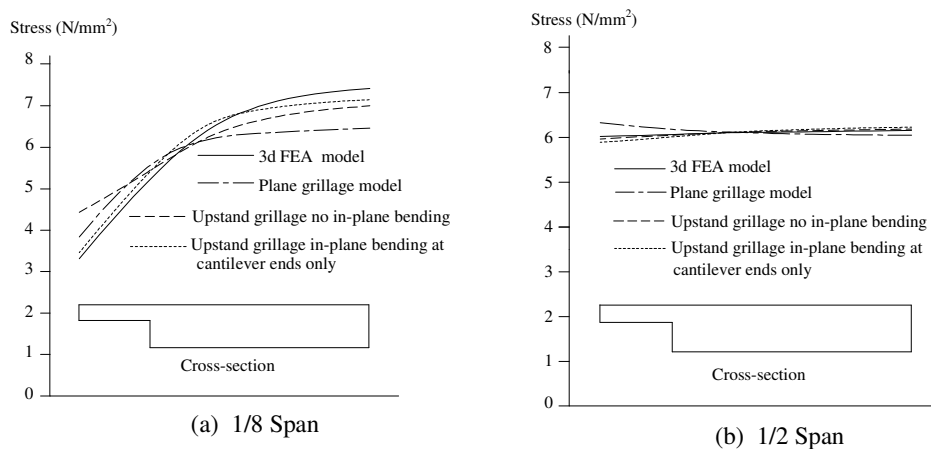 Stress (N/mm²)
8
7
6
5
4
3
2
1
0
3d FEA model
Plane grillage model
Upstand grillage no in-plane bending
Upstand grillage in-plane bending at
cantilever ends only
Cross-section
(a) 1/8 Span
Stress (N/mm²)
8
7
6
5
4
3
2
1
0
3d FEA model
Plane grillage model
Upstand grillage no in-plane bending
Upstand grillage in-plane bending at
cantilever ends only
Cross-section
(b) 1/2 Span